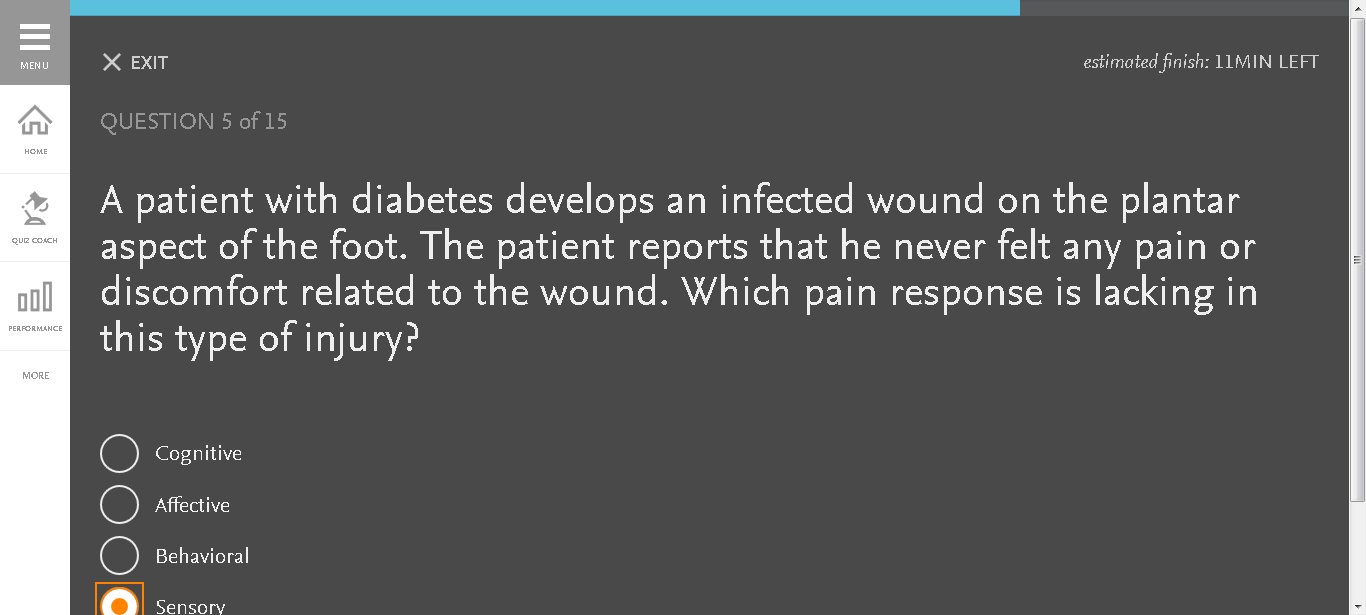 MENU
HOME
QUIZ COACH
PERFORMANCE
MORE
EXIT
estimated finish: 11MIN LEFT
QUESTION 5 of 15
A patient with diabetes develops an infected wound on the plantar
aspect of the foot. The patient reports that he never felt any pain or
discomfort related to the wound. Which pain response is lacking in
this type of injury?
Cognitive
Affective
Behavioral
Sensory